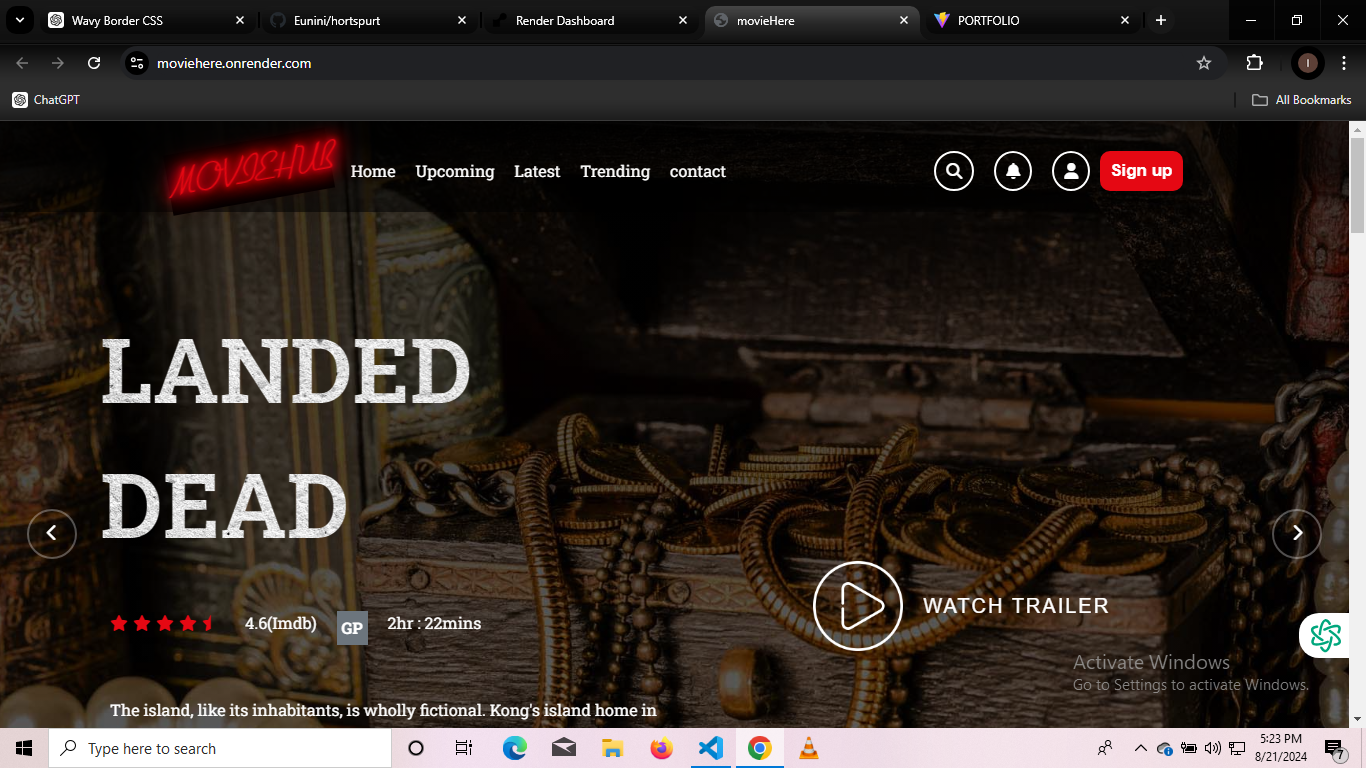 Wavy Border CSS
Eunini/hortspurt
Render Dashboard
movieHere
PORTFOLIO
moviehere.onrender.com
I
ChatGPT
All Bookmarks
MOVIEHUB
Home
Upcoming
Latest
Trending
contact
Sign up
LANDED
DEAD
4.6(Imdb)
GP
2hr : 22mins
WATCH TRAILER
Activate Windows
Go to Settings to activate Windows.
The island, like its inhabitants, is wholly fictional. Kong's island home in
Type here to search
5:23 PM
8/21/2024
7